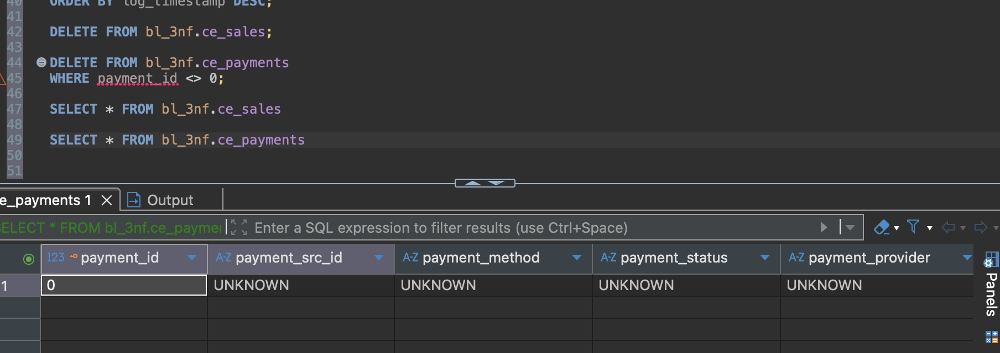 40 ORDER BY log_timestamp DESC;
41
42 DELETE FROM bl_3nf.ce_sales;
43
44 DELETE FROM bl_3nf.ce_payments
45 WHERE payment_id <> 0;
46
47 SELECT * FROM bl_3nf.ce_sales
48
49 SELECT * FROM bl_3nf.ce_payments
50
51
e_payments 1 Output
SELECT * FROM bl_3nf.ce_paymer Enter a SQL expression to filter results (use Ctrl+Space)
123 payment_id A-Z payment_src_id A-Z payment_method A-Z payment_status A-Z payment_provider
1 0 UNKNOWN UNKNOWN UNKNOWN UNKNOWN
Panels